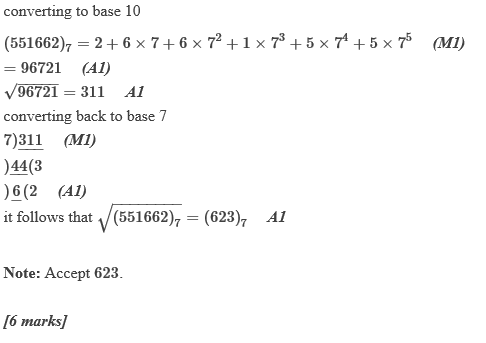 converting to base 10
(551662)₇ = 2 + 6 × 7 + 6 × 7² + 1 × 7³ + 5 × 7⁴ + 5 × 7⁵ (M1)
= 96721 (A1)
√96721 = 311 A1
converting back to base 7
7)311 (M1)
)44(3
)6(2 (A1)
it follows that √(551662)₇ = (623)₇ A1
Note: Accept 623.
[6 marks]